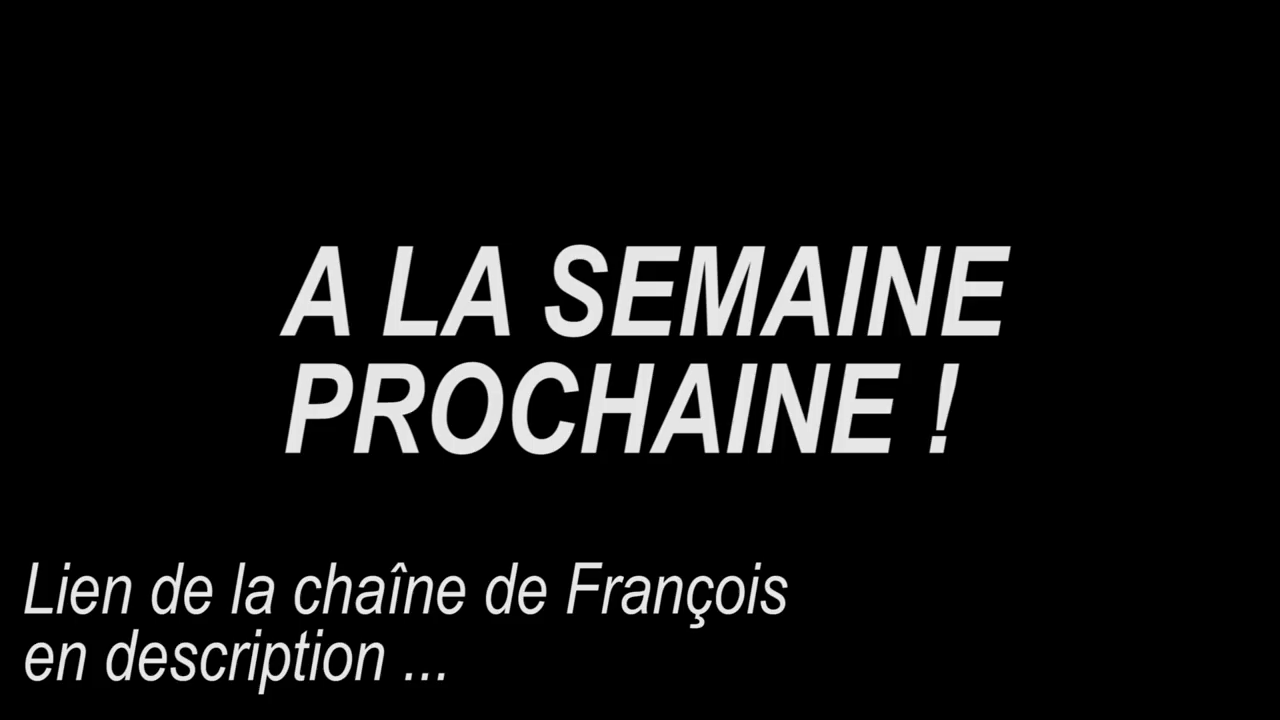 A LA SEMAINE
PROCHAINE !
Lien de la chaîne de François
en description ...